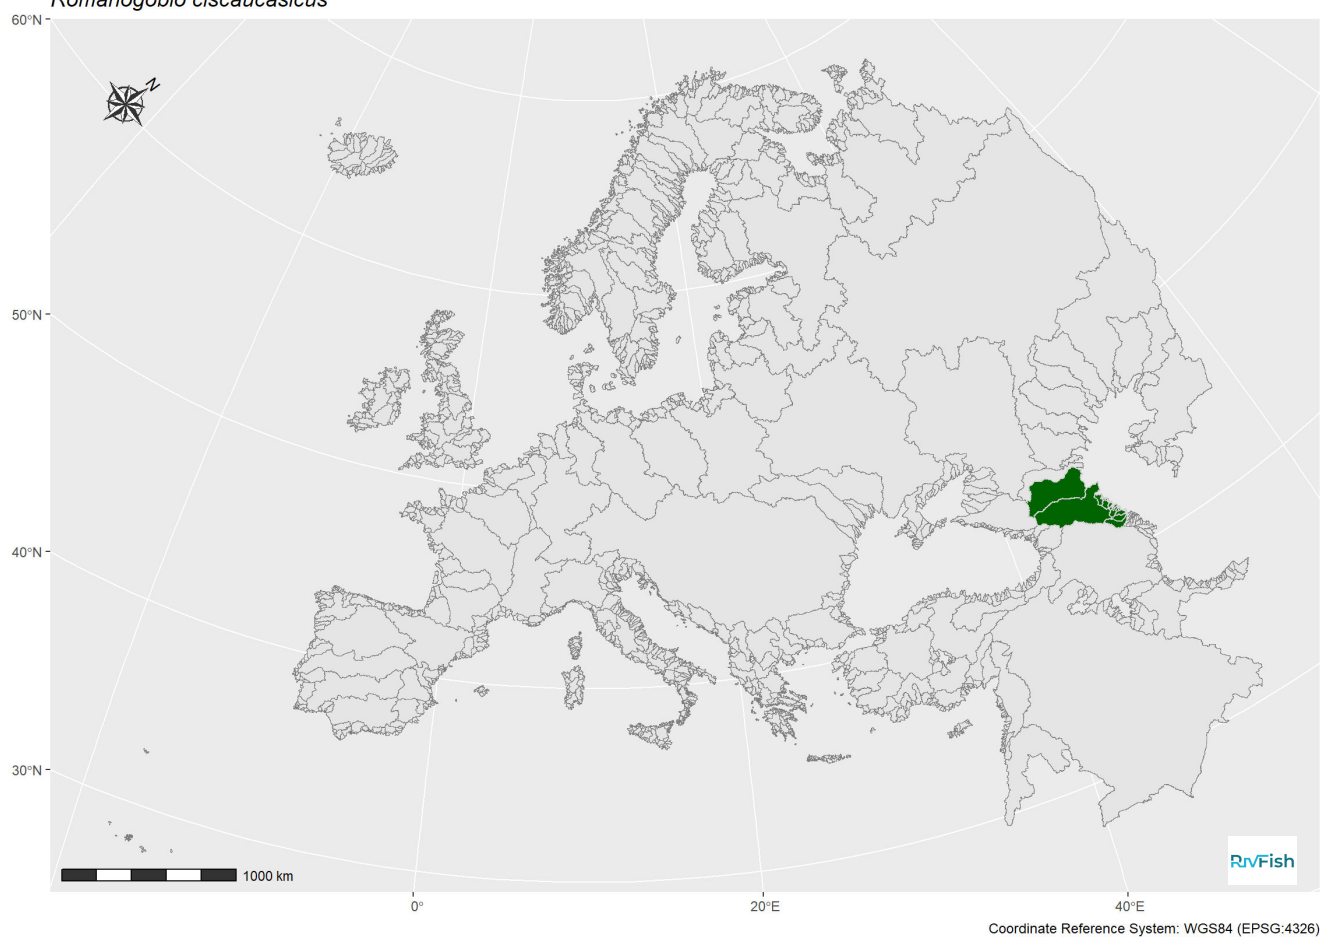 Romanogobio ciscaucasicus
60°N
N
50°N
40°N
30°N
1000 km
RivFish
0°
20°E
40°E
Coordinate Reference System: WGS84 (EPSG:4326)